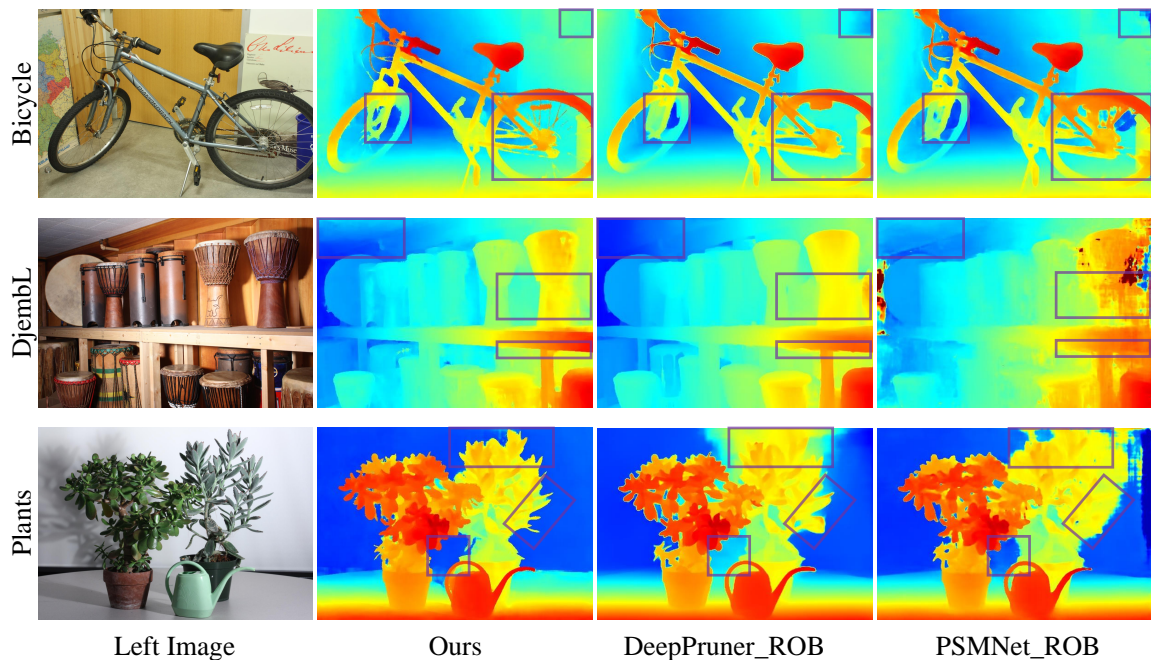 Bicycle
DjembL
Plants
Left Image
Ours
DeepPruner_ROB
PSMNet_ROB